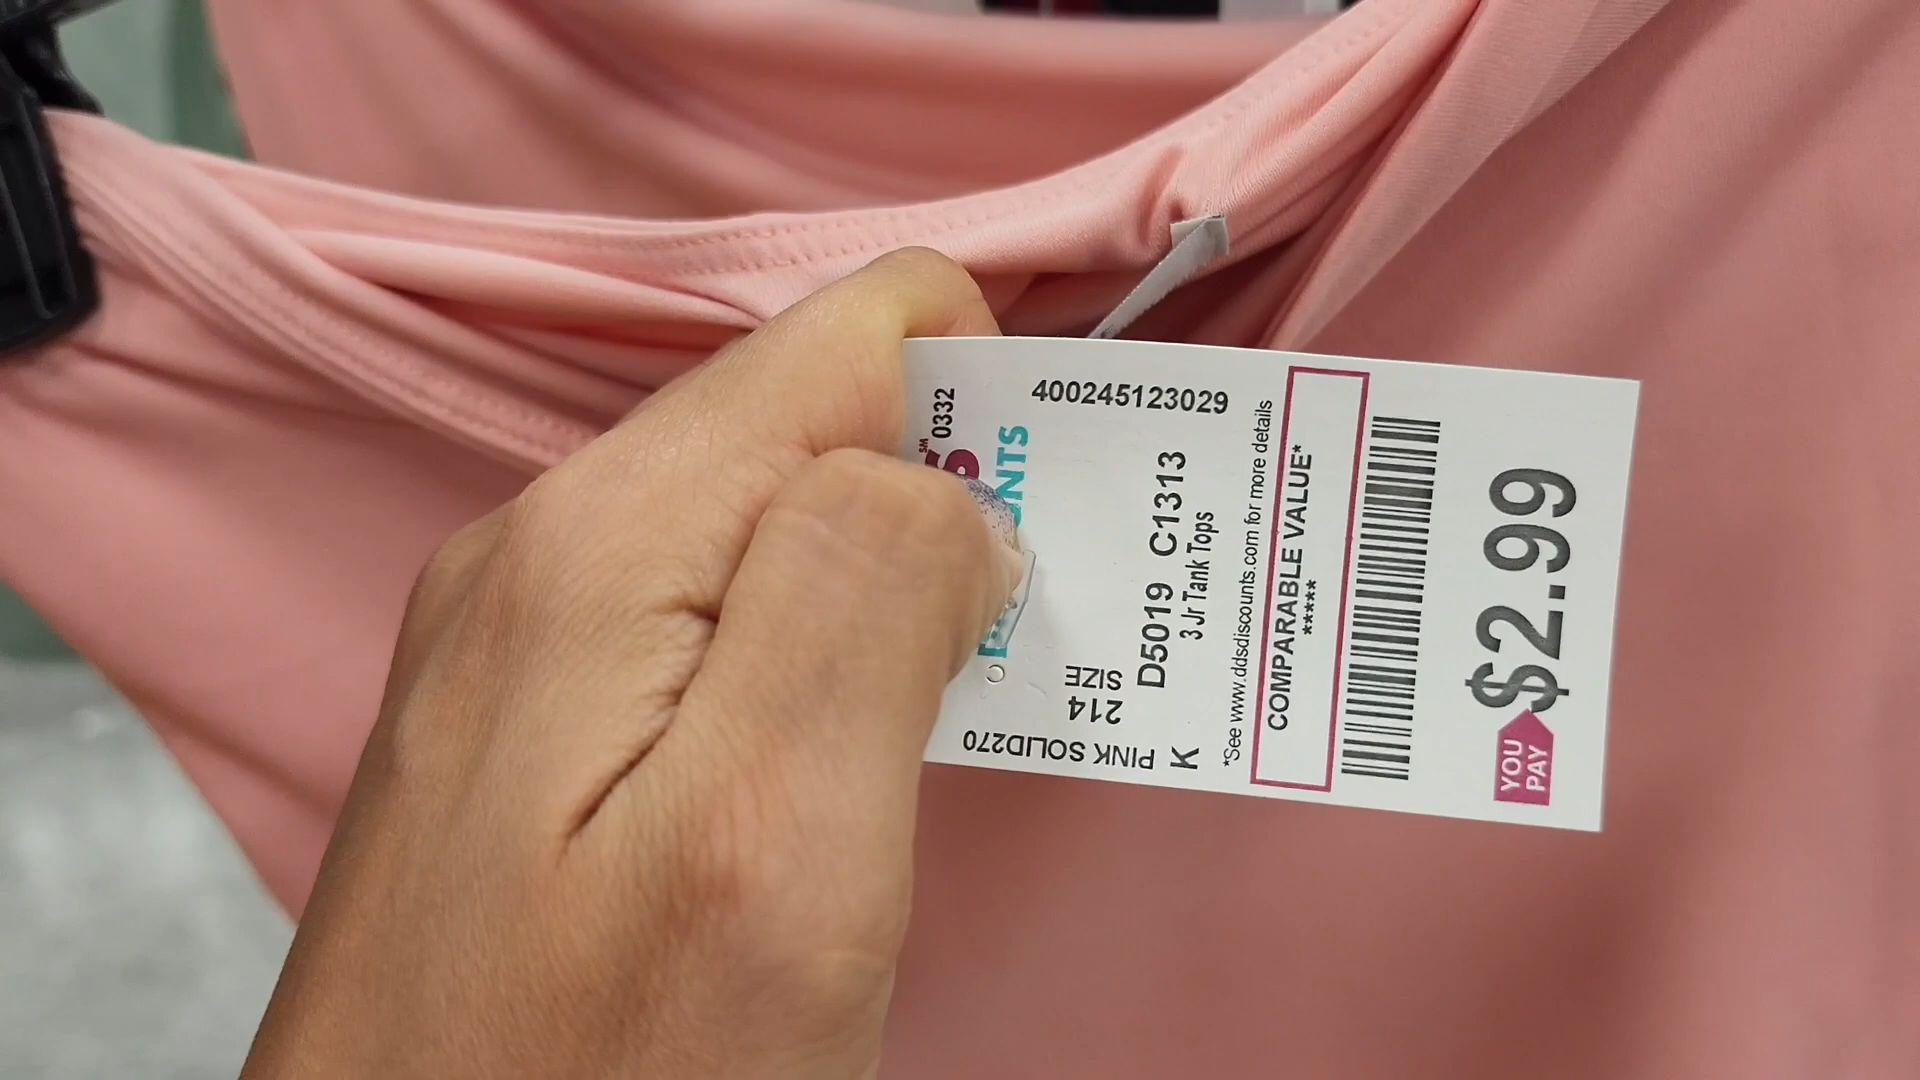 0332
400245123029
D5019 C1313
3 Jr Tank Tops
SIZE
214
PINK SOLID270
K
*See www.ddsdiscounts.com for more details
COMPARABLE VALUE*
*****
YOU
PAY
$2.99